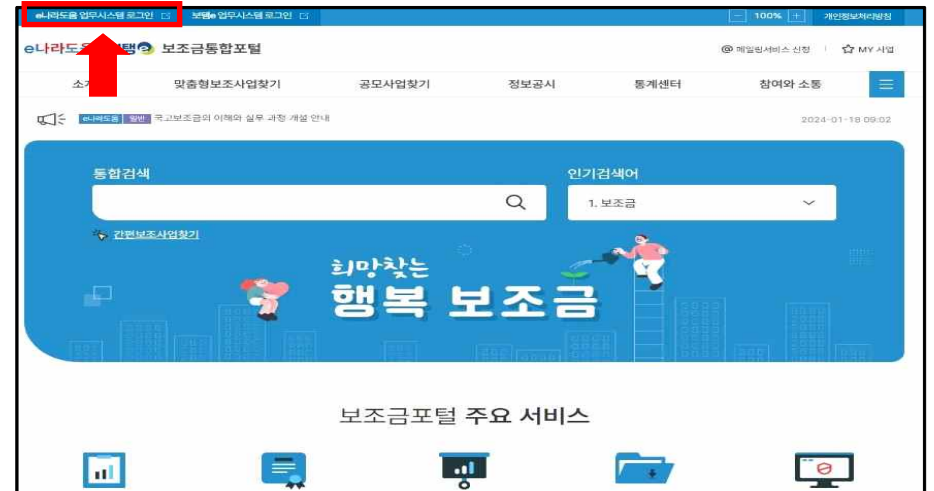 e나라도움 업무시스템 로그인 보탬e 업무시스템 로그인 100% 개인정보처리방침
e나라도움 탬 보조금통합포털 @ 메일링서비스 신청 MY 사업
맞춤형보조사업찾기 공모사업찾기 정보공시 통계센터 참여와 소통
e나라도움 일반 국고보조금의 이해와 실무 과정 개설 안내 2024-01-18 09:02
통합검색 인기검색어
1. 보조금
간편보조사업찾기
희망찾는
행복 보조금
보조금포털 주요 서비스